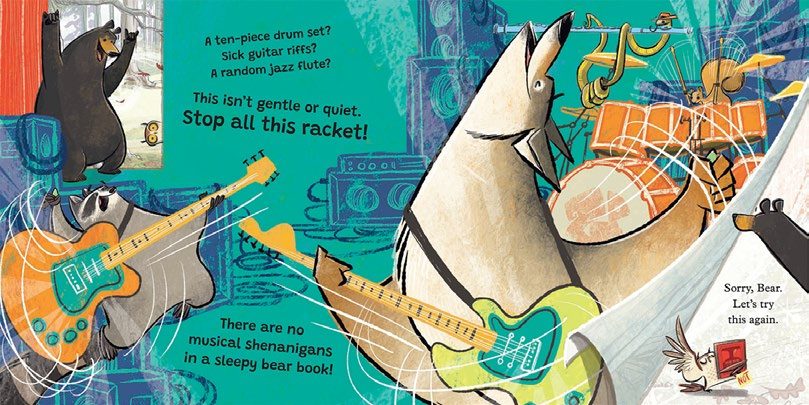 A ten-piece drum set?
Sick guitar riffs?
A random jazz flute?
This isn't gentle or quiet.
Stop all this racket!
There are no
musical shenanigans
in a sleepy bear book!
Sorry, Bear.
Let's try
this again.
I
NOT